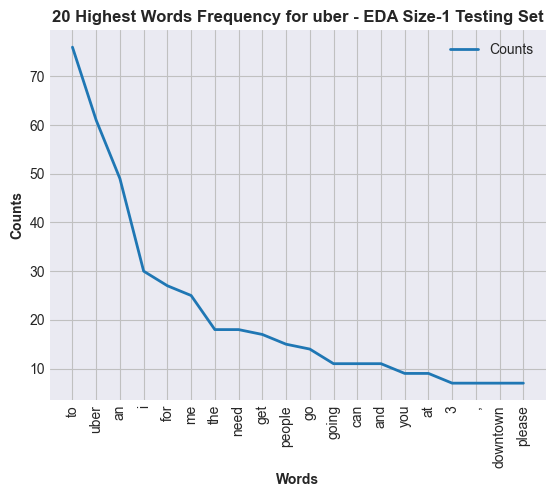 20 Highest Words Frequency for uber - EDA Size-1 Testing Set
Counts
70
60
50
40
30
20
10
Counts
to
uber
an
i
for
me
the
need
get
people
go
going
can
and
you
at
3
,
downtown
please
Words